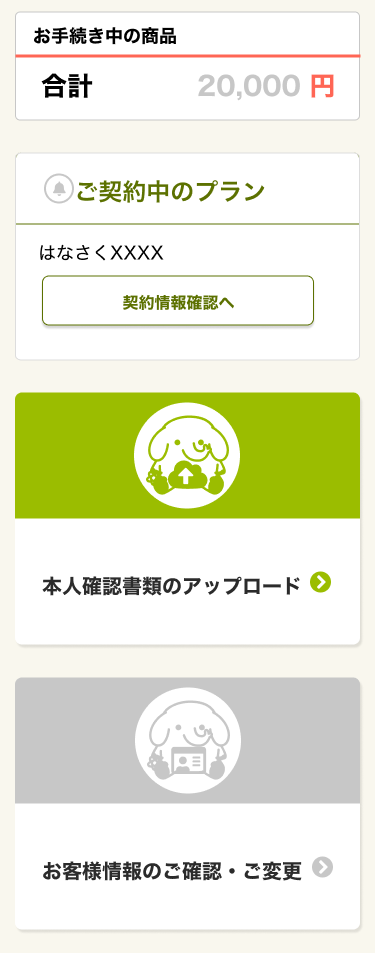 お手続き中の商品
合計 20,000 円
ご契約中のプラン
はなさくXXXX
契約情報確認へ
本人確認書類のアップロード
お客様情報のご確認・ご変更